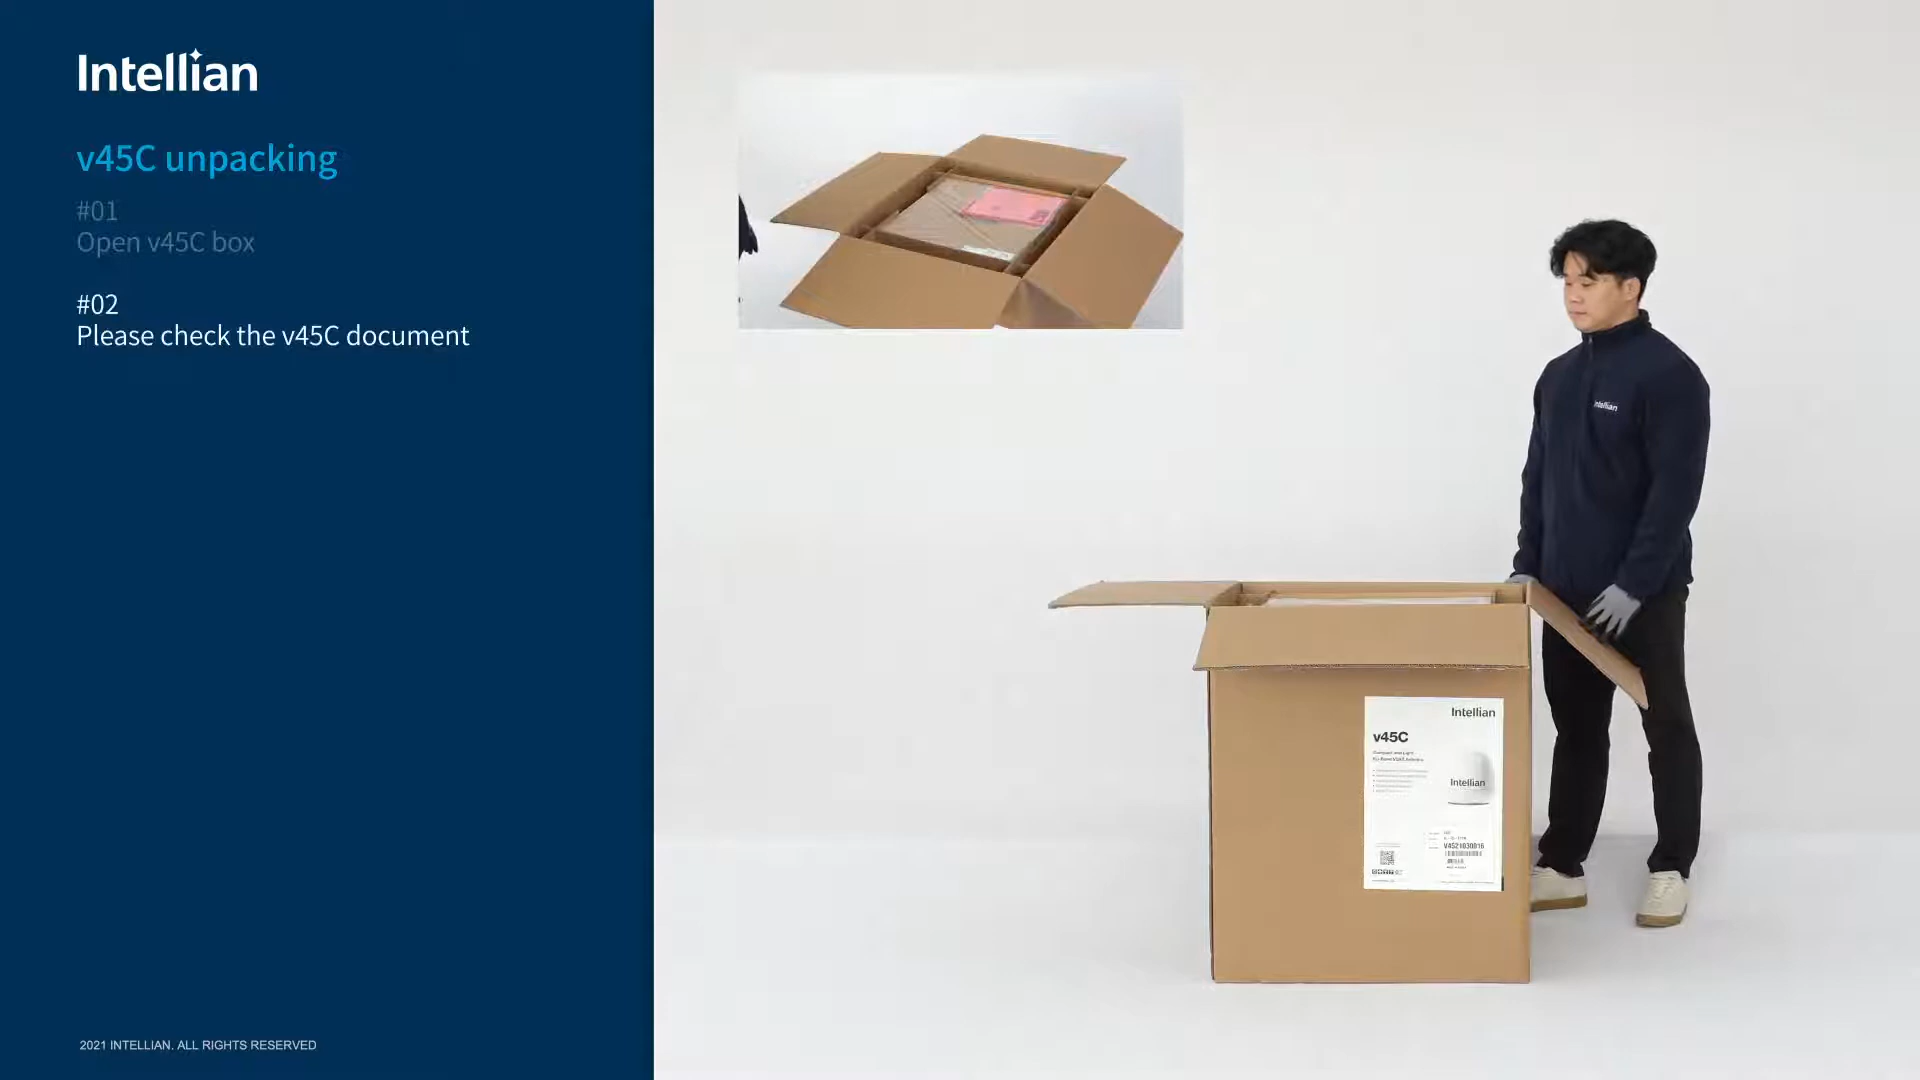 Intellian
v45C unpacking
#01
Open v45C box
#02
Please check the v45C document
2021 INTELLIAN. ALL RIGHTS RESERVED
Intellian
Intellian
v45C
Intellian
V4521030016